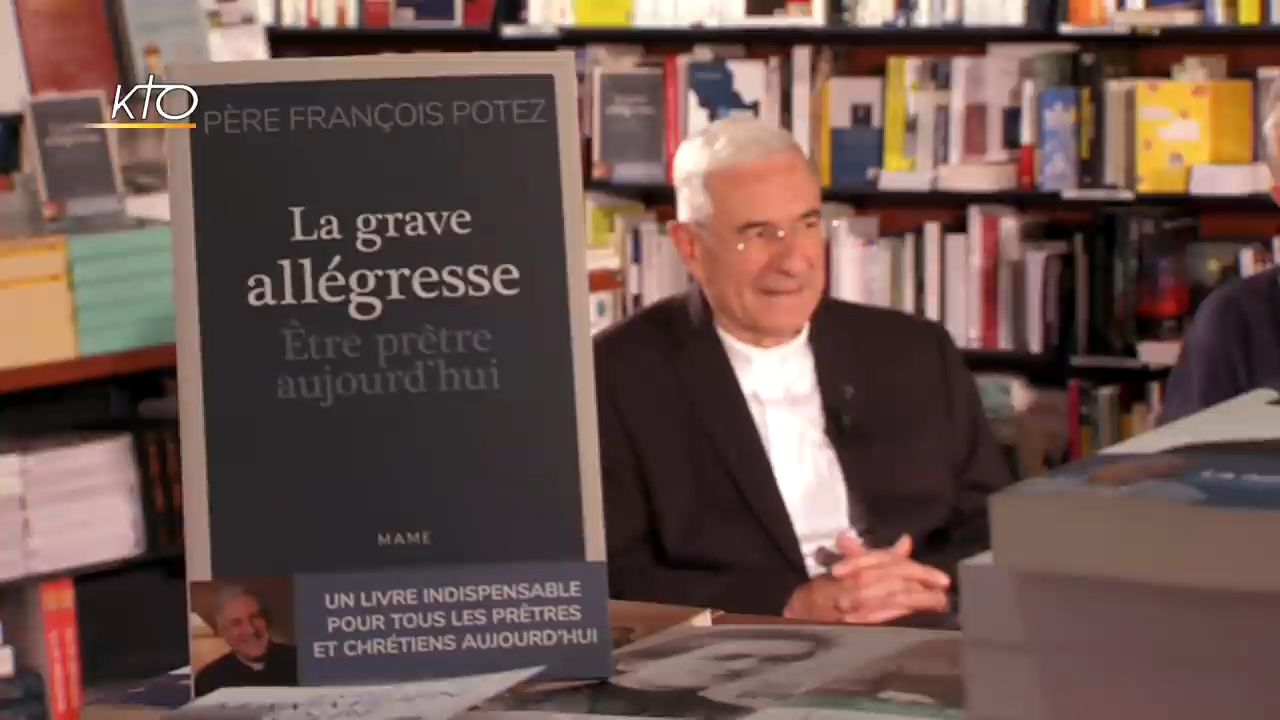 KTO
PÈRE FRANÇOIS POTEZ
La grave
allégresse
Être prêtre
aujourd'hui
MAME
UN LIVRE INDISPENSABLE
POUR TOUS LES PRÊTRES
ET CHRÉTIENS AUJOURD'HUI